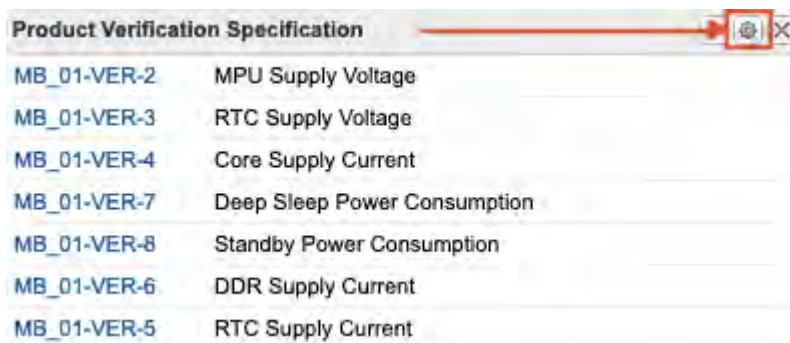 Product Verification Specification
MB_01-VER-2 MPU Supply Voltage
MB_01-VER-3 RTC Supply Voltage
MB_01-VER-4 Core Supply Current
MB_01-VER-7 Deep Sleep Power Consumption
MB_01-VER-8 Standby Power Consumption
MB_01-VER-6 DDR Supply Current
MB_01-VER-5 RTC Supply Current